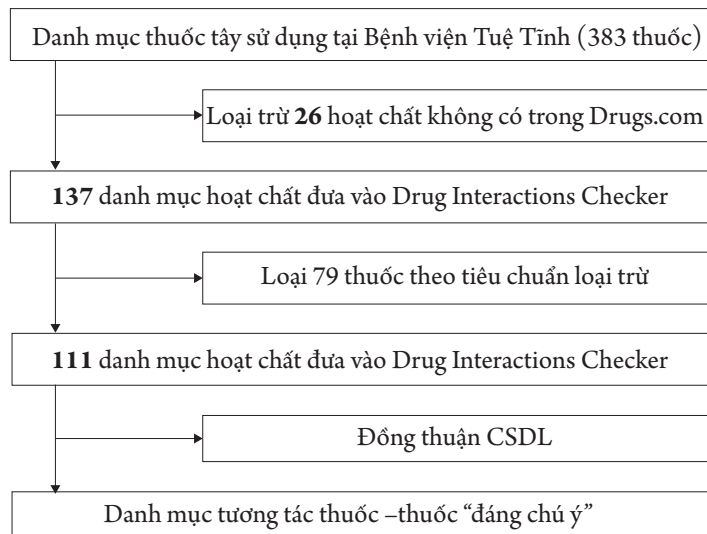 Danh mục thuốc tây sử dụng tại Bệnh viện Tuệ Tĩnh (383 thuốc)
Loại trừ 26 hoạt chất không có trong Drugs.com
137 danh mục hoạt chất đưa vào Drug Interactions Checker
Loại 79 thuốc theo tiêu chuẩn loại trừ
111 danh mục hoạt chất đưa vào Drug Interactions Checker
Đồng thuận CSDL
Danh mục tương tác thuốc –thuốc “đáng chú ý”